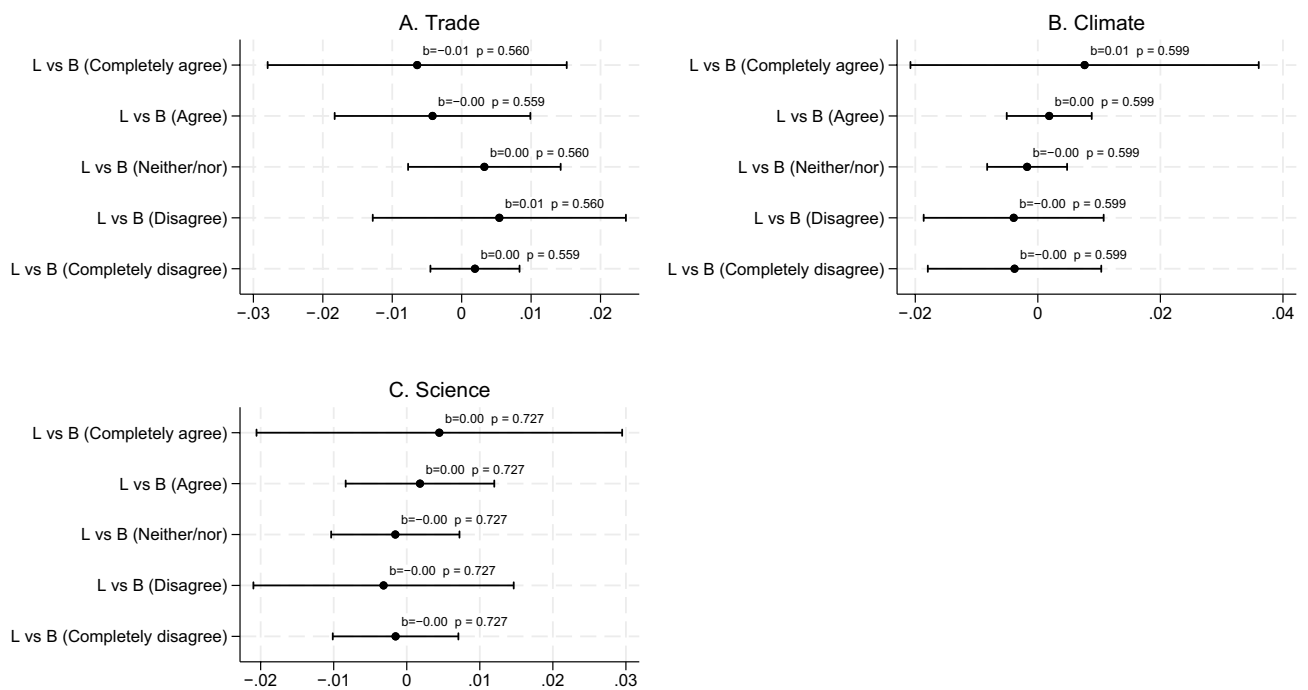 A. Trade
L vs B (Completely agree)
b=−0.01 p = 0.560
L vs B (Agree)
b=−0.00 p = 0.559
L vs B (Neither/nor)
b=0.00 p = 0.560
L vs B (Disagree)
b=0.01 p = 0.560
L vs B (Completely disagree)
b=0.00 p = 0.559
−.03 −.02 −.01 0 .01 .02
B. Climate
L vs B (Completely agree)
b=0.01 p = 0.599
L vs B (Agree)
b=0.00 p = 0.599
L vs B (Neither/nor)
b=−0.00 p = 0.599
L vs B (Disagree)
b=−0.00 p = 0.599
L vs B (Completely disagree)
b=−0.00 p = 0.599
−.02 0 .02 .04
C. Science
L vs B (Completely agree)
b=0.00 p = 0.727
L vs B (Agree)
b=0.00 p = 0.727
L vs B (Neither/nor)
b=−0.00 p = 0.727
L vs B (Disagree)
b=−0.00 p = 0.727
L vs B (Completely disagree)
b=−0.00 p = 0.727
−.02 −.01 0 .01 .02 .03